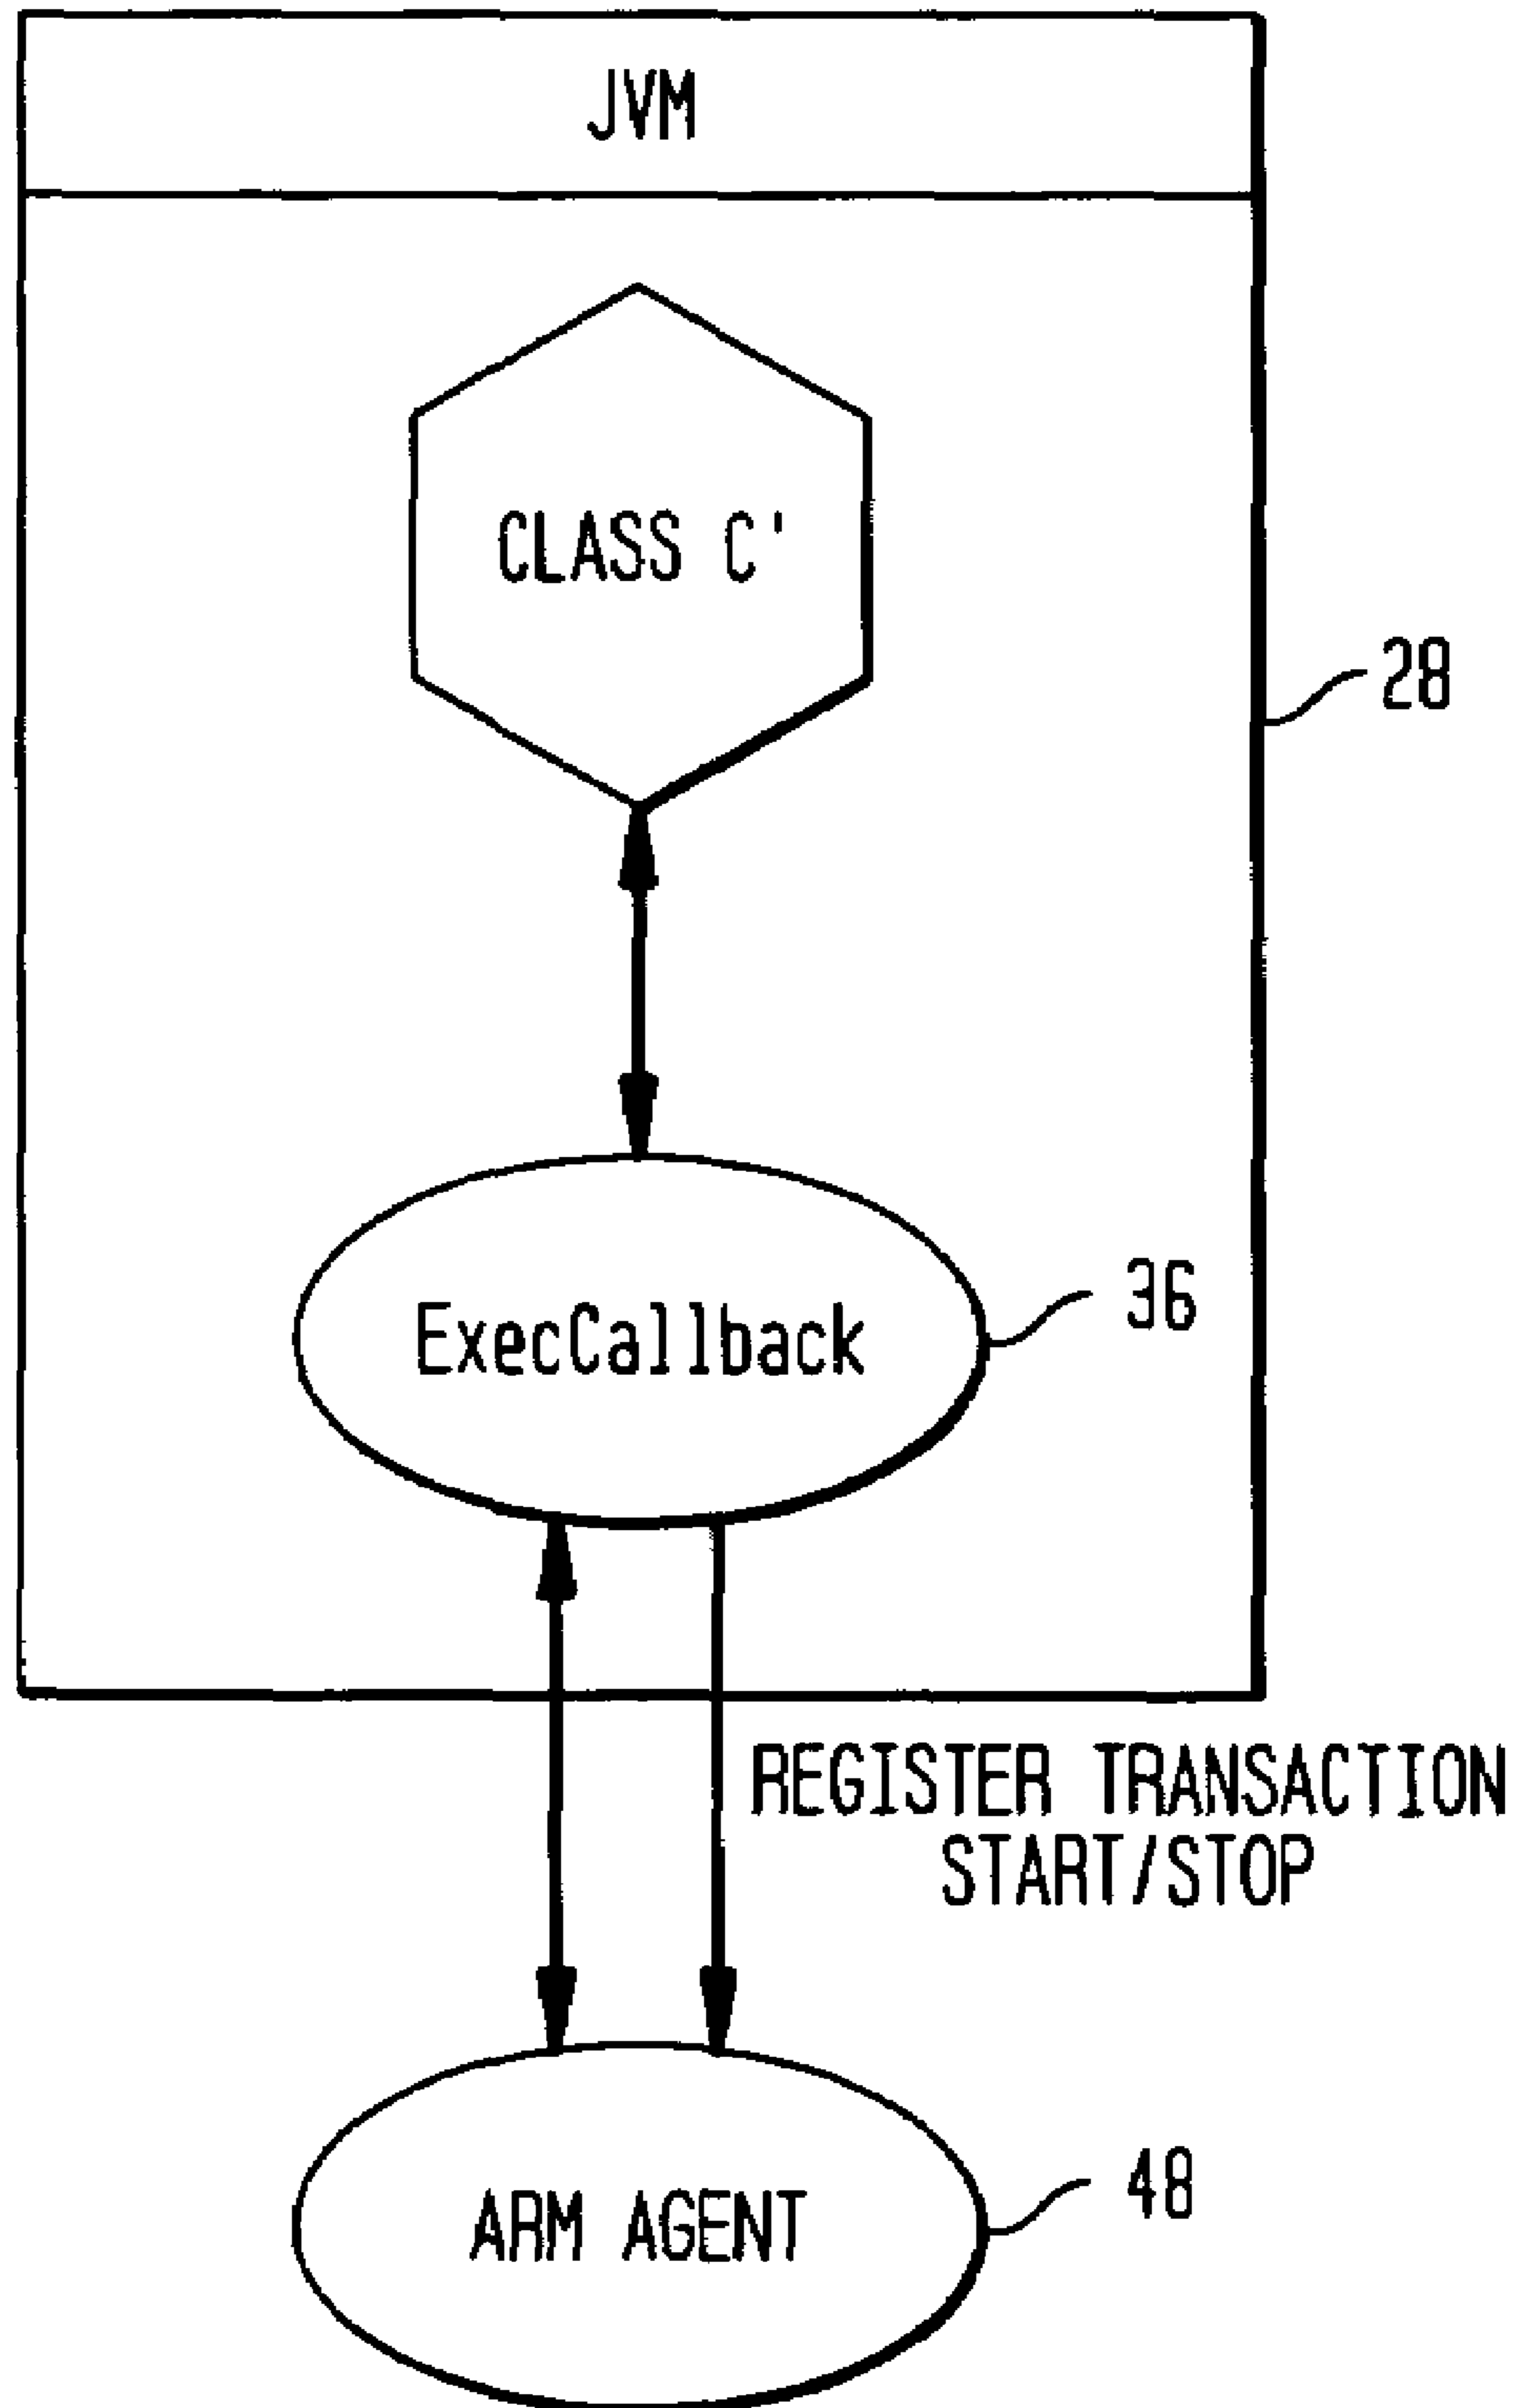 JVM
CLASS C'
28
ExecCallback
36
REGISTER TRANSACTION
START/STOP
ARM AGENT
48